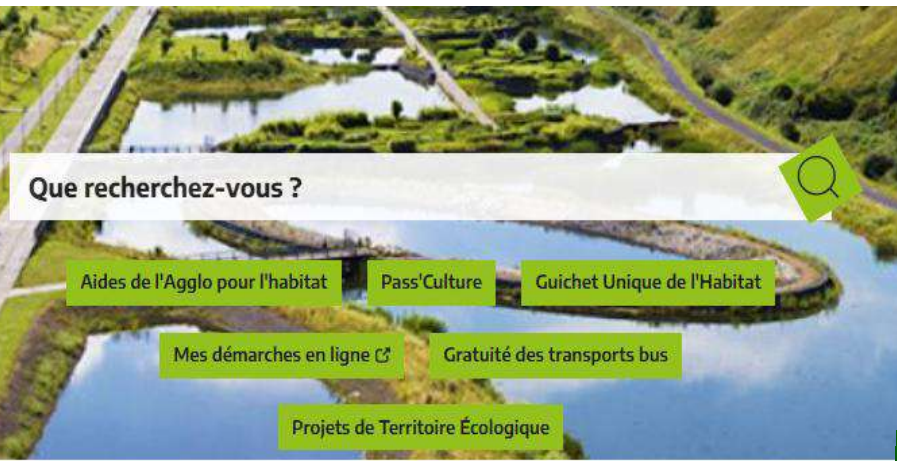 Que recherchez-vous ?
Aides de l'Agglo pour l'habitat
Pass'Culture
Guichet Unique de l'Habitat
Mes démarches en ligne
Gratuité des transports bus
Projets de Territoire Écologique